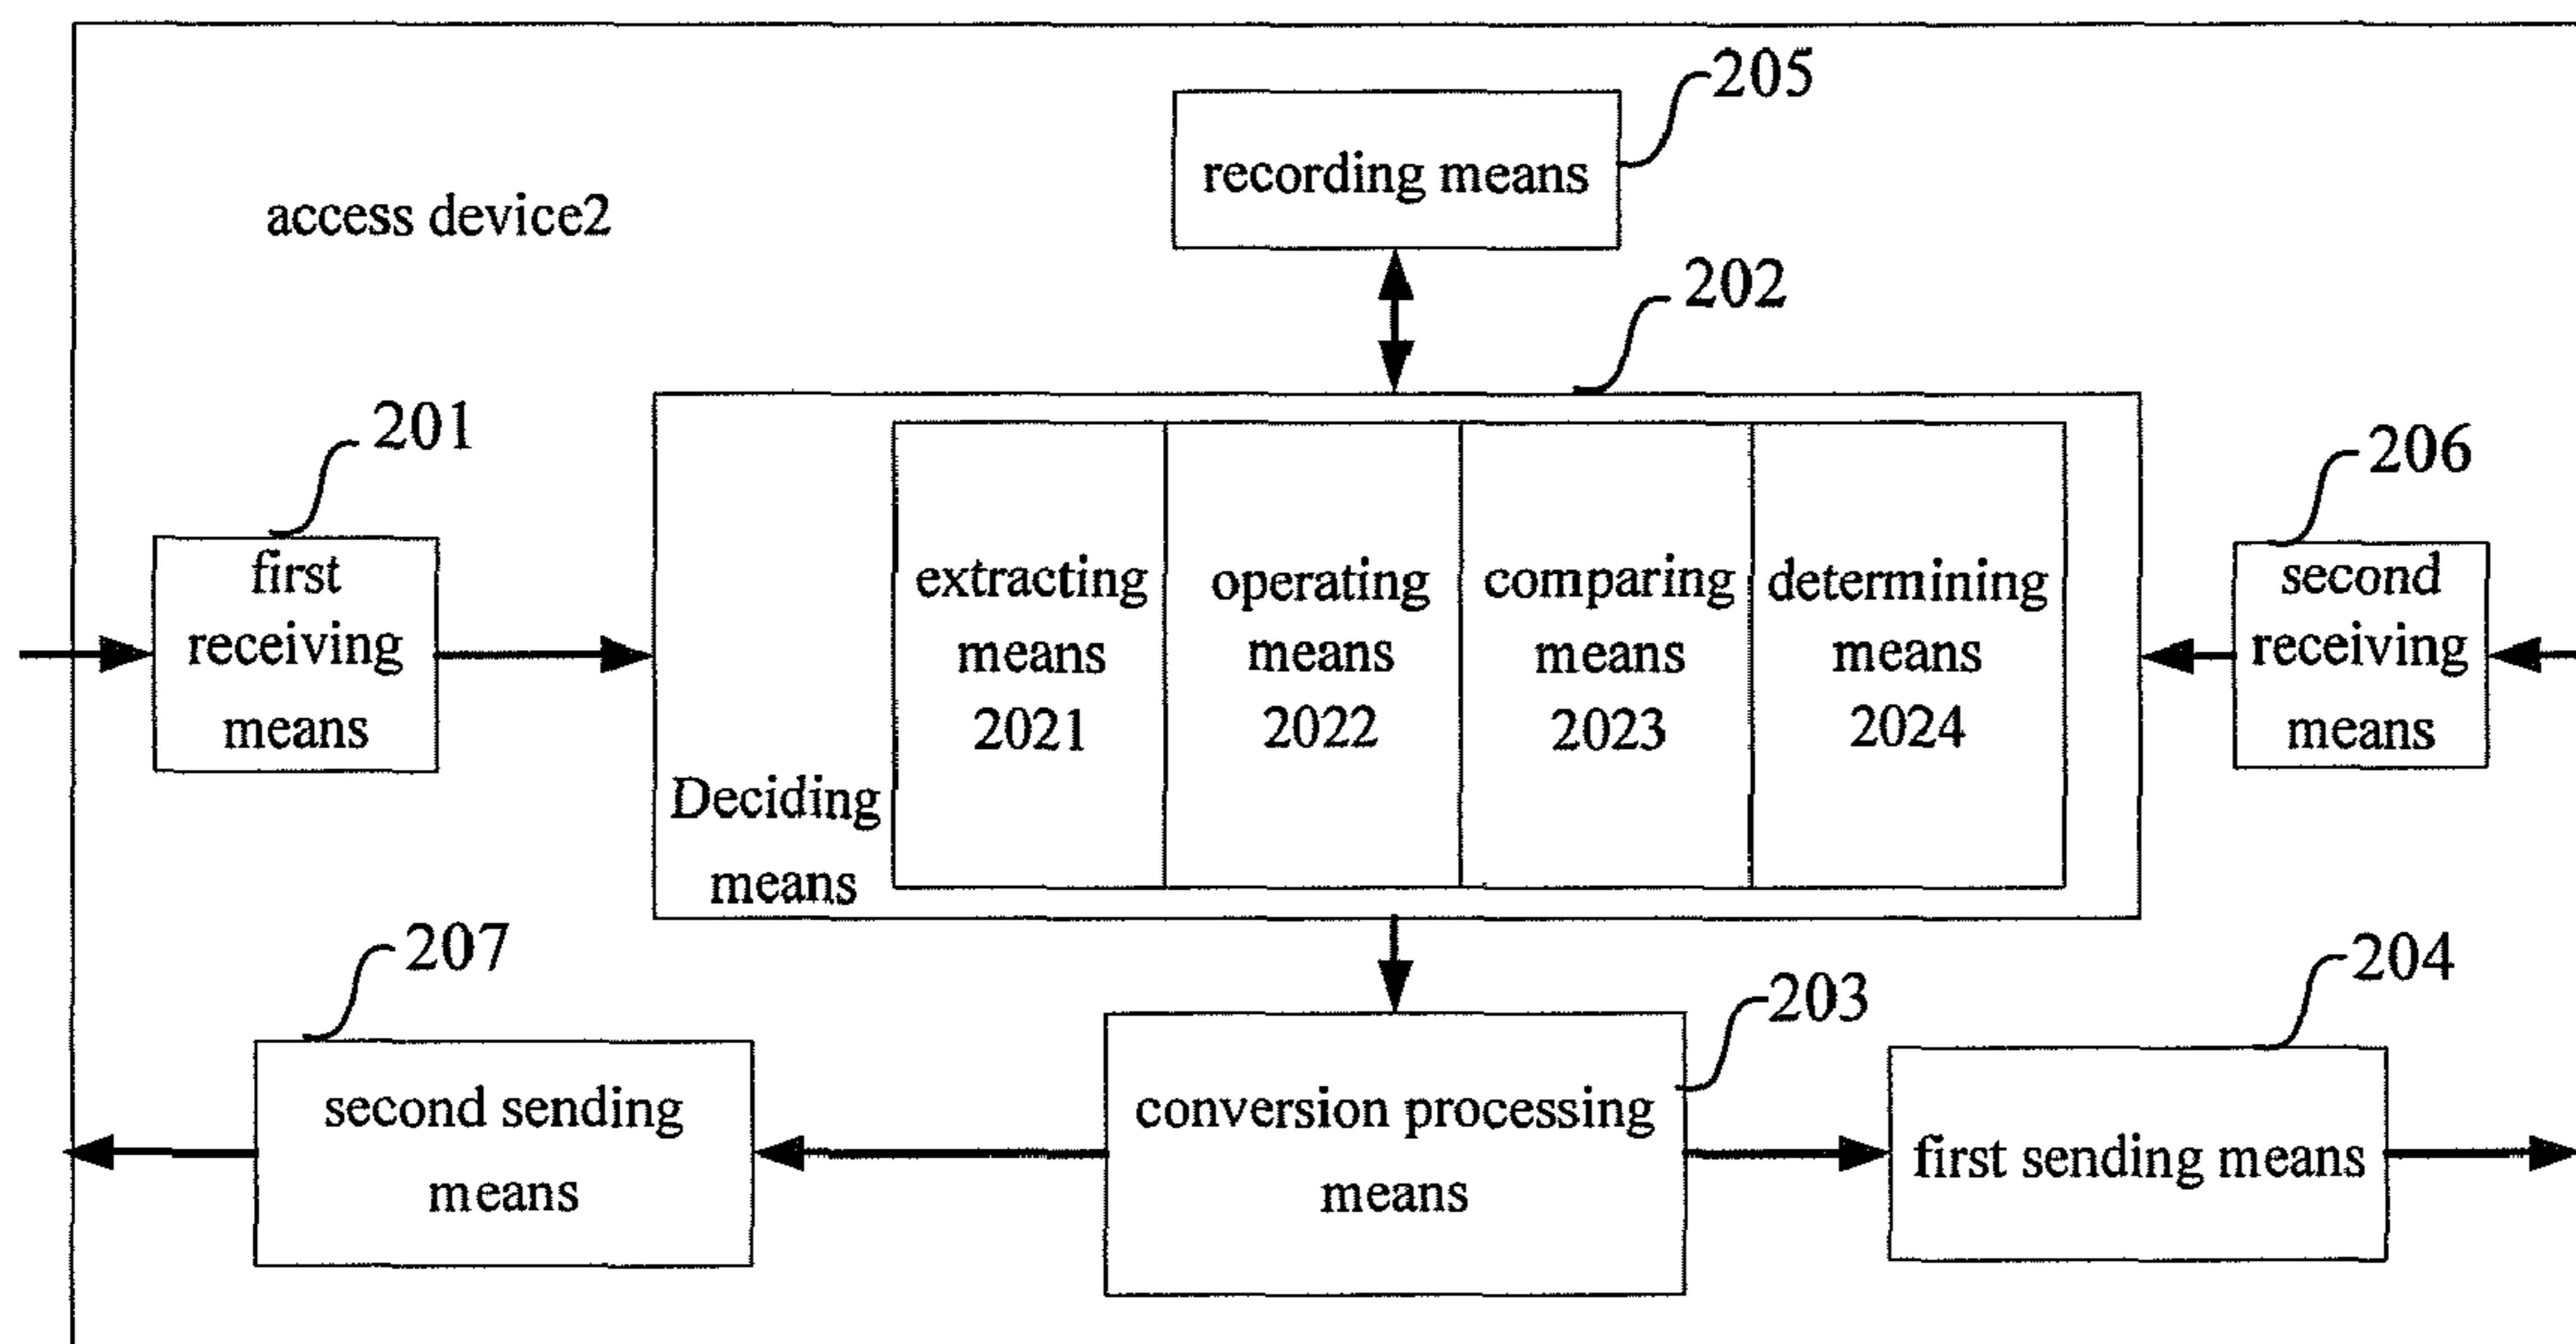 205
recording means
access device2
202
201
206
first
receiving
means
extracting
means
2021
operating
means
2022
comparing
means
2023
determining
means
2024
Deciding
means
second
receiving
means
207
204
203
second sending
means
conversion processing
means
first sending means